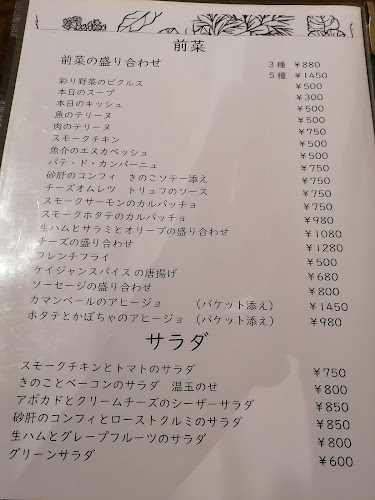 前菜
前菜の盛り合わせ 3種 ¥880
5種 ¥1450
彩り野菜のピクルス ¥500
本日のスープ ¥300
本日のキッシュ ¥500
魚のテリーヌ ¥500
肉のテリーヌ ¥750
スモークチキン ¥500
魚介のエスカベッシュ ¥500
パテ・ド・カンパーニュ ¥750
砂肝のコンフィ きのこソテー添え ¥750
チーズオムレツ トリュフのソース ¥750
スモークサーモンのカルパッチョ ¥750
スモークホタテのカルパッチョ ¥980
生ハムとサラミとオリーブの盛り合わせ ¥1080
チーズの盛り合わせ ¥1280
フレンチフライ ¥500
ケイジャンスパイスの唐揚げ ¥680
ソーセージの盛り合わせ ¥800
カマンベールのアヒージョ (バケット添え) ¥1450
ホタテとかぼちゃのアヒージョ (バケット添え) ¥980
サラダ
スモークチキンとトマトのサラダ ¥750
きのことベーコンのサラダ 温玉のせ ¥800
アボカドとクリームチーズのシーザーサラダ ¥850
砂肝のコンフィとローストクルミのサラダ ¥850
生ハムとグレープフルーツのサラダ ¥800
グリーンサラダ ¥600